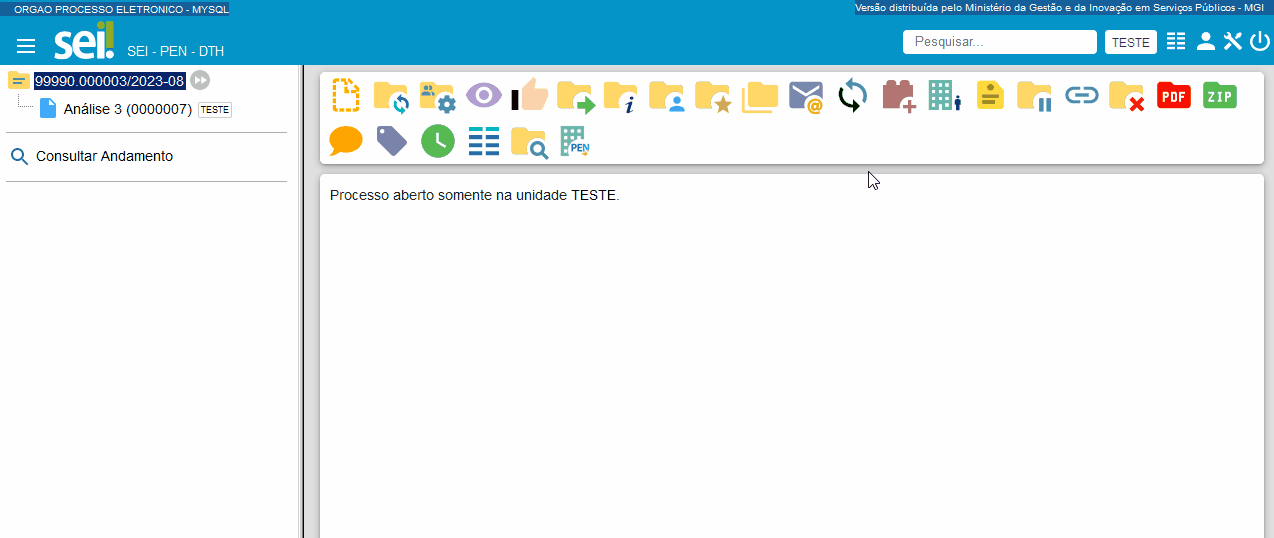 ORGAO PROCESSO ELETRONICO - MYSQL
Versão distribuída pelo Ministério da Gestão e da Inovação em Serviços Públicos - MGI
sei!
SEI - PEN - DTH
Pesquisar...
TESTE
99990.000003/2023-08
Análise 3 (0000007) TESTE
Consultar Andamento
i
@
PDF
ZIP
PEN
Processo aberto somente na unidade TESTE.